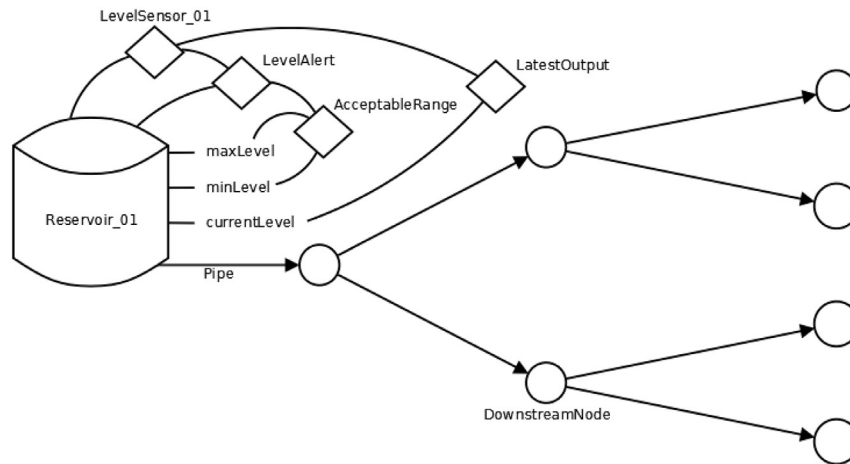 LevelSensor_01
LevelAlert
LatestOutput
AcceptableRange
maxLevel
minLevel
Reservoir_01
currentLevel
Pipe
DownstreamNode